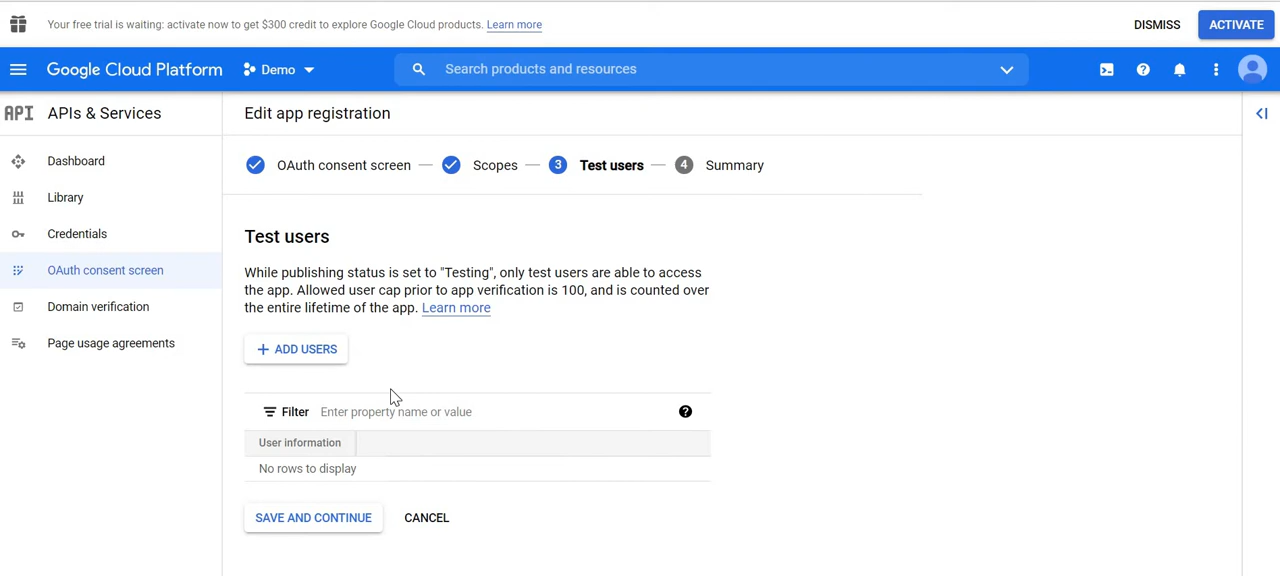 Your free trial is waiting: activate now to get $300 credit to explore Google Cloud products. Learn more
DISMISS
ACTIVATE
Google Cloud Platform
Demo
Search products and resources
API
APIs & Services
Edit app registration
Dashboard
Library
Credentials
OAuth consent screen
Domain verification
Page usage agreements
OAuth consent screen
Scopes
3
Test users
4
Summary
Test users
While publishing status is set to "Testing", only test users are able to access
the app. Allowed user cap prior to app verification is 100, and is counted over
the entire lifetime of the app. Learn more
+ ADD USERS
Filter
Enter property name or value
User information
No rows to display
SAVE AND CONTINUE
CANCEL